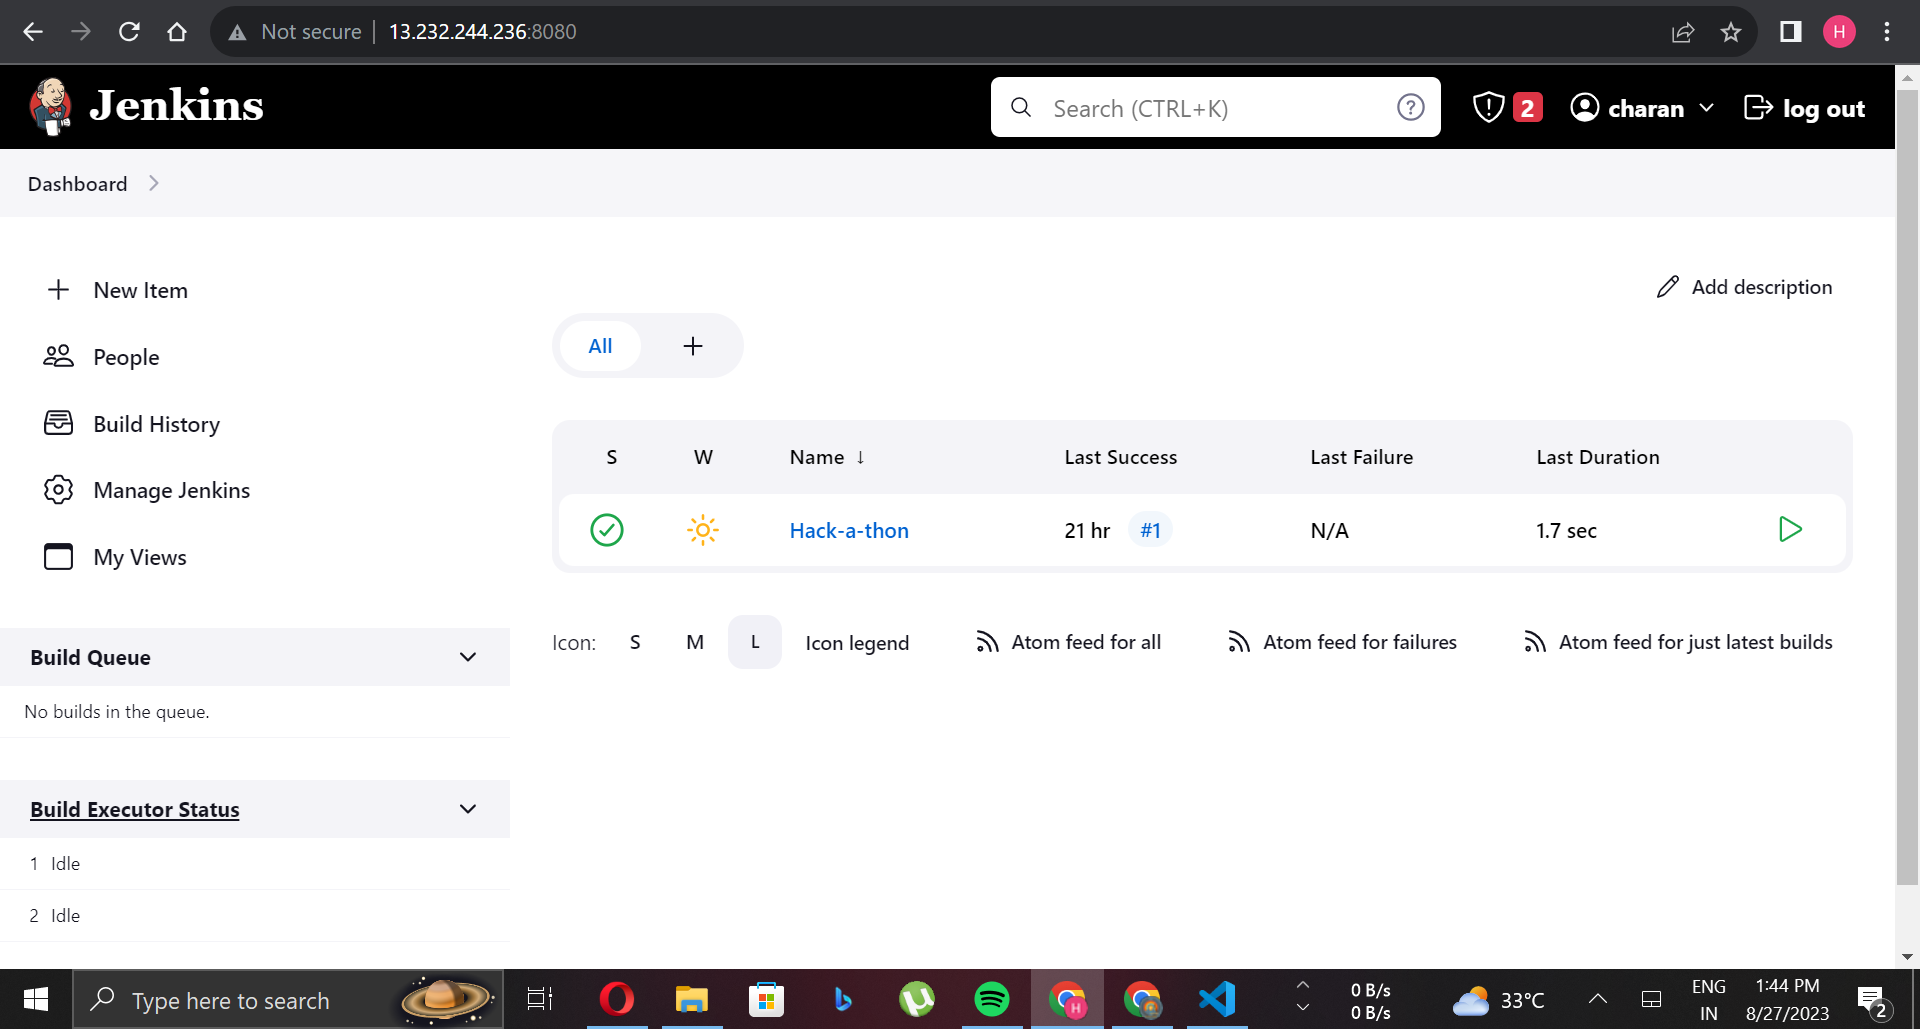 Not secure | 13.232.244.236:8080
H
Jenkins
Search (CTRL+K)
2
charan
log out
Dashboard
New Item
People
Build History
Manage Jenkins
My Views
Add description
All
S W Name ↓ Last Success Last Failure Last Duration
Hack-a-thon 21 hr #1 N/A 1.7 sec
Icon: S M L Icon legend Atom feed for all Atom feed for failures Atom feed for just latest builds
Build Queue
No builds in the queue.
Build Executor Status
1 Idle
2 Idle
Type here to search
H
0 B/s
0 B/s
33°C
ENG
IN
1:44 PM
8/27/2023
2